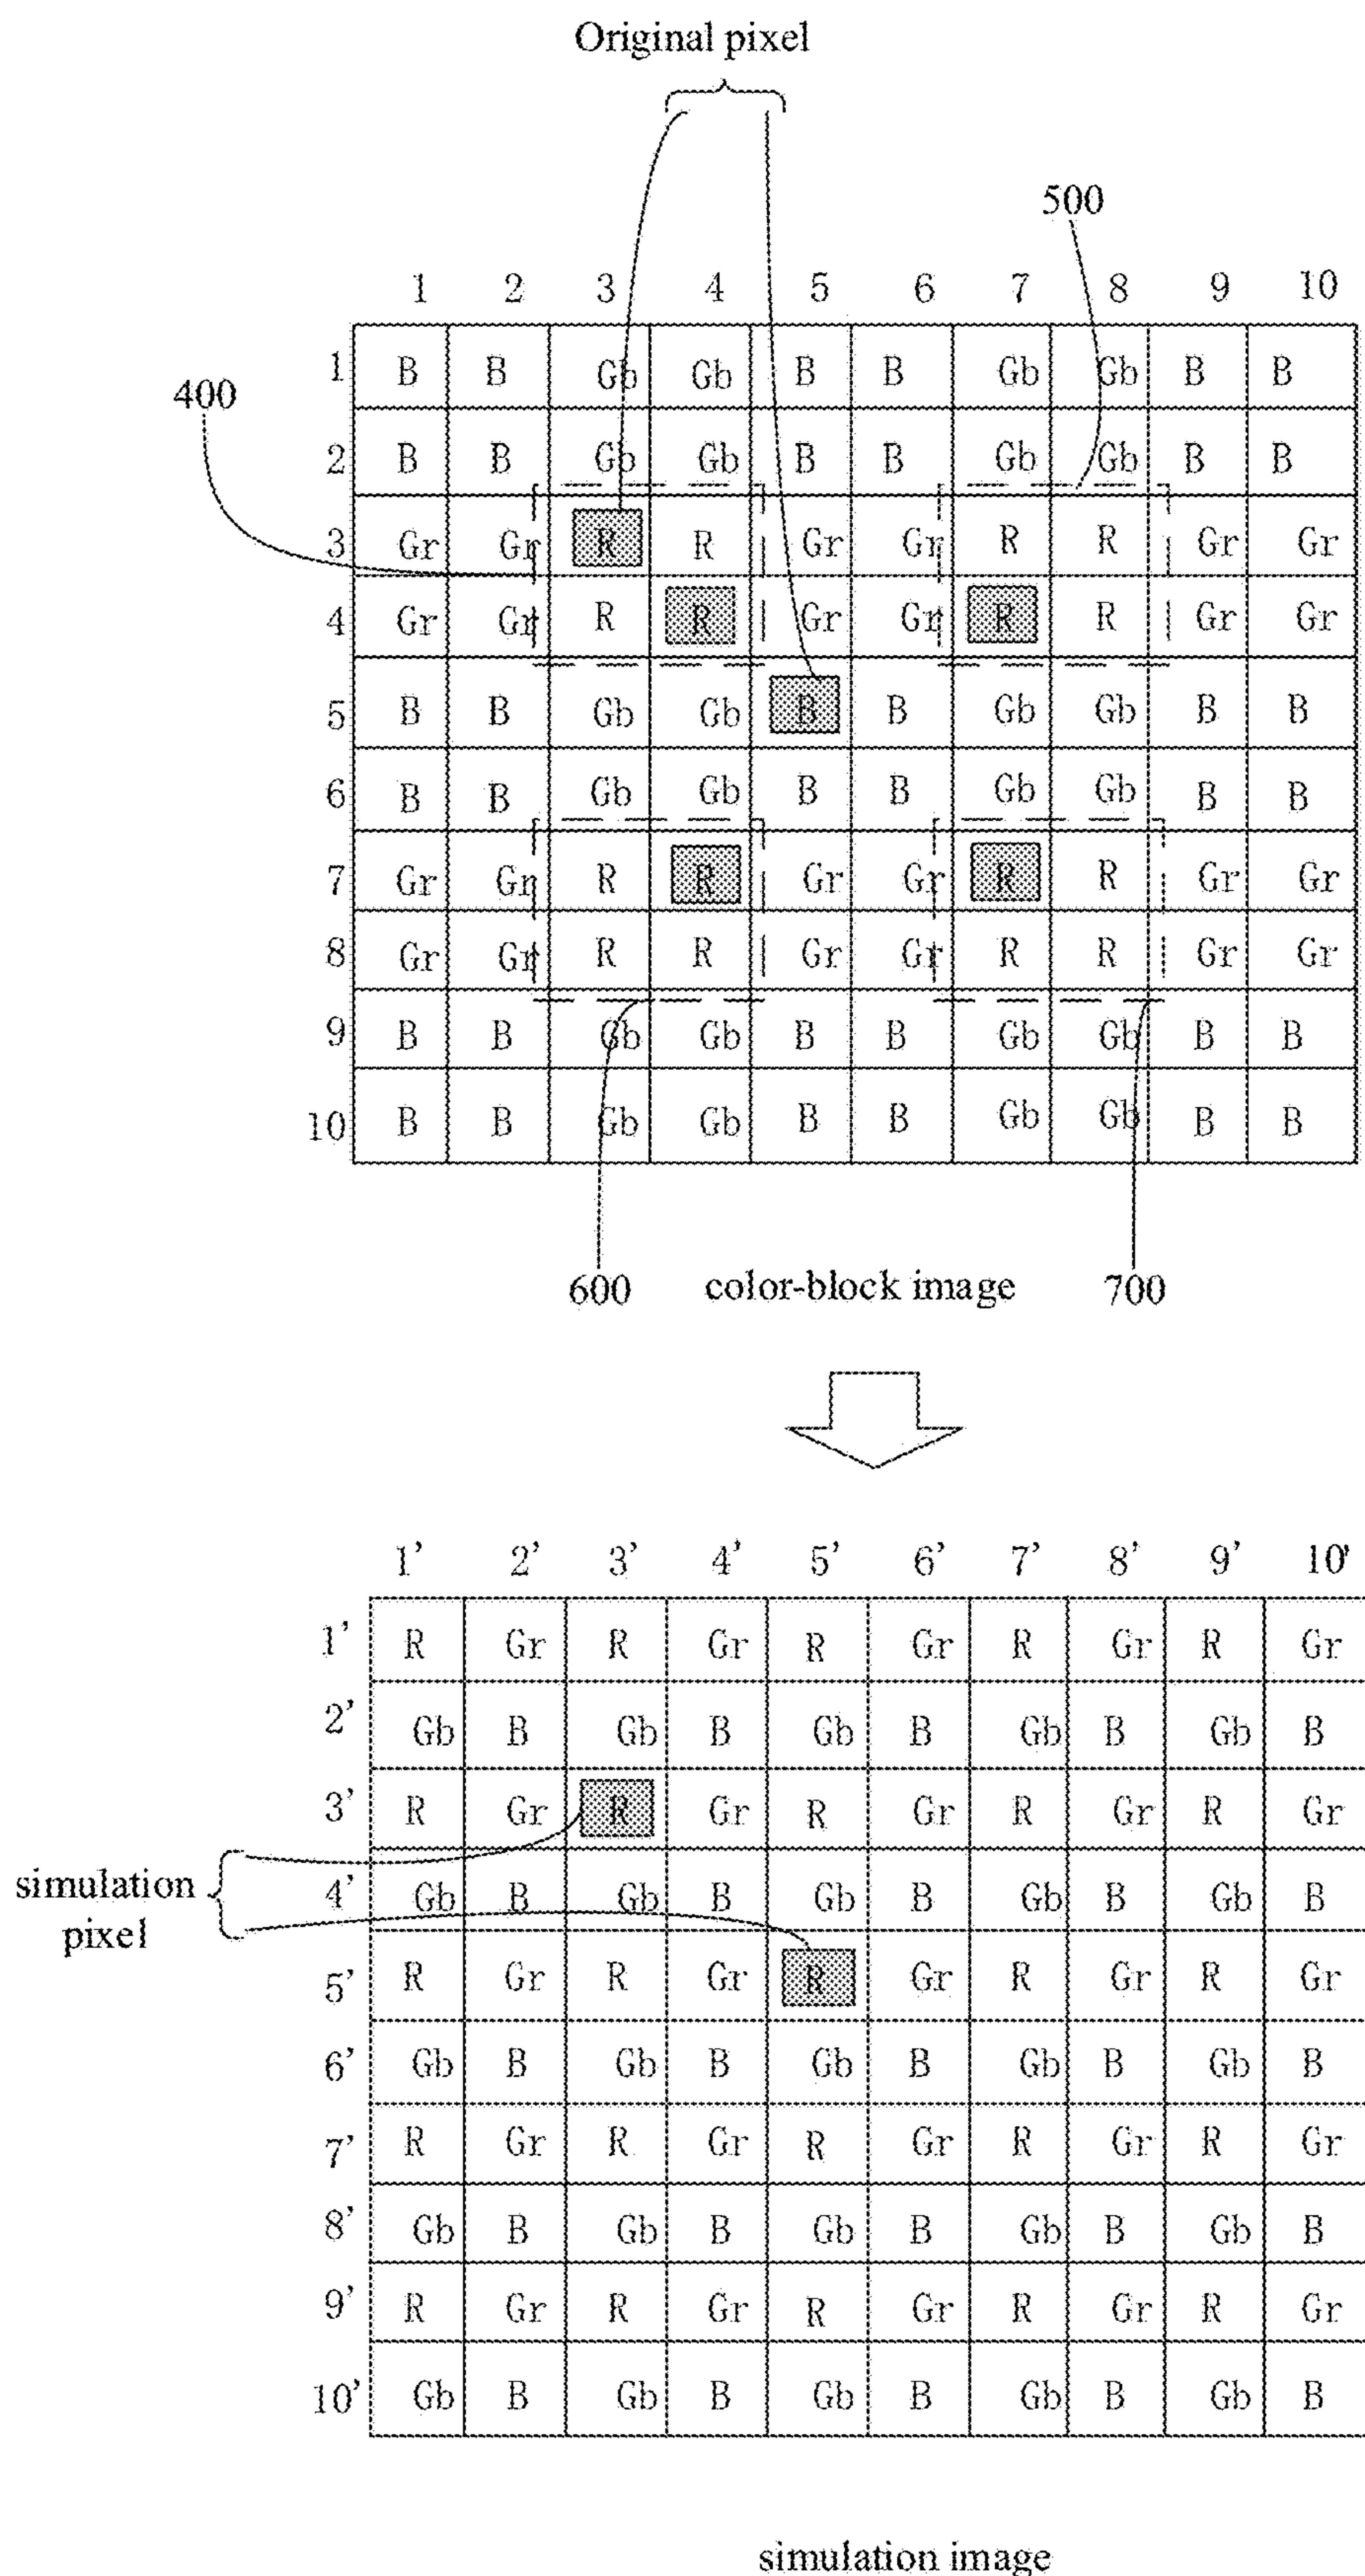 Original pixel
500
1 2 3 4 5 6 7 8 9 10
1 B B Gb Gb B B Gb Gb B B
400
2 B B Gb Gb B B Gb Gb B B
3 Gr Gr R R Gr Gr R R Gr Gr
4 Gr Gr R R Gr Gr R R Gr Gr
5 B B Gb Gb B B Gb Gb B B
6 B B Gb Gb B B Gb Gb B B
7 Gr Gr R R Gr Gr R R Gr Gr
8 Gr Gr R R Gr Gr R R Gr Gr
9 B B Gb Gb B B Gb Gb B B
10 B B Gb Gb B B Gb Gb B B
600 color-block image 700
1' 2' 3' 4' 5' 6' 7' 8' 9' 10'
1' R Gr R Gr R Gr R Gr R Gr
2' Gb B Gb B Gb B Gb B Gb B
3' R Gr R Gr R Gr R Gr R Gr
simulation
pixel
4' Gb B Gb B Gb B Gb B Gb B
5' R Gr R Gr R Gr R Gr R Gr
6' Gb B Gb B Gb B Gb B Gb B
7' R Gr R Gr R Gr R Gr R Gr
8' Gb B Gb B Gb B Gb B Gb B
9' R Gr R Gr R Gr R Gr R Gr
10' Gb B Gb B Gb B Gb B Gb B
simulation image